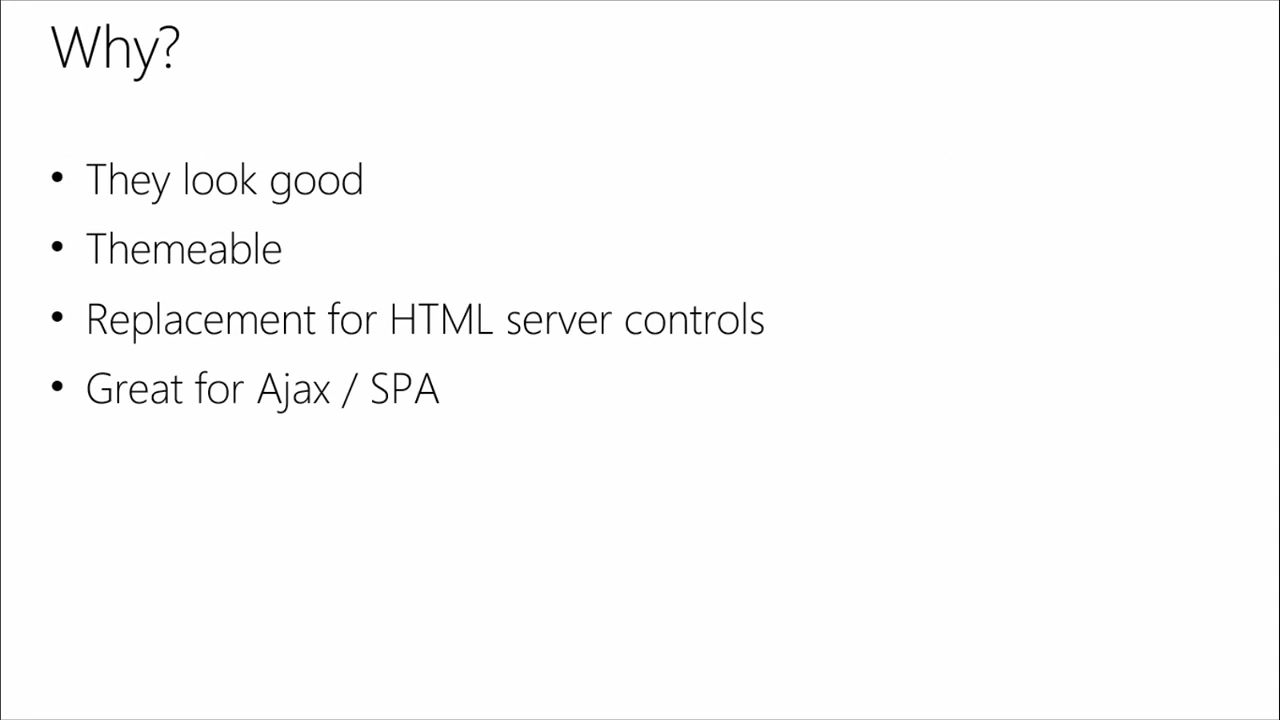 Why?
• They look good
• Themeable
• Replacement for HTML server controls
• Great for Ajax / SPA